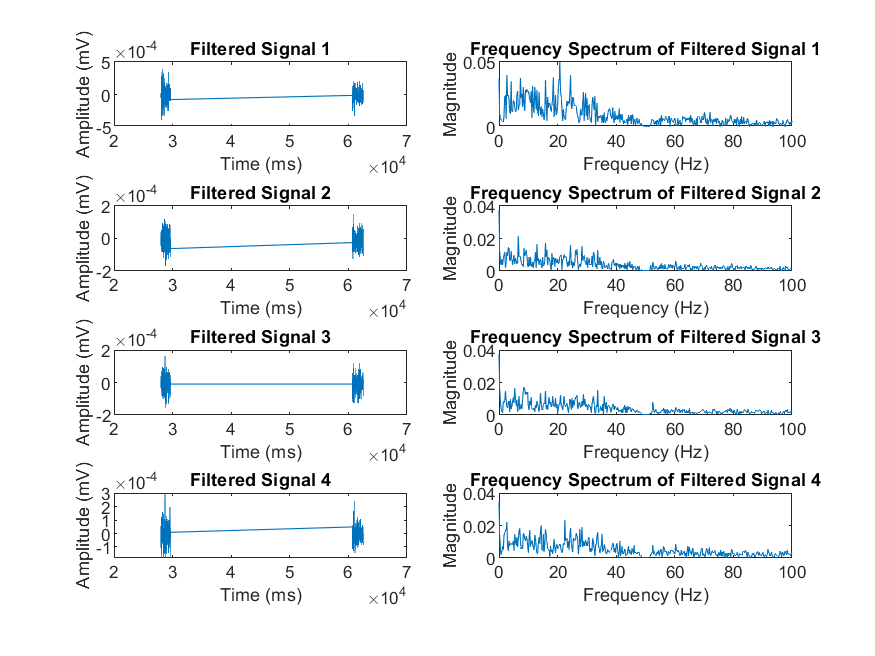 Filtered Signal 1
×10-4
Amplitude (mV)
5
0
-5
2 3 4 5 6 7
Time (ms)
×104
Frequency Spectrum of Filtered Signal 1
Magnitude
0.05
0
0 20 40 60 80 100
Frequency (Hz)
Filtered Signal 2
×10-4
Amplitude (mV)
2
0
-2
2 3 4 5 6 7
Time (ms)
×104
Frequency Spectrum of Filtered Signal 2
Magnitude
0.04
0.02
0
0 20 40 60 80 100
Frequency (Hz)
Filtered Signal 3
×10-4
Amplitude (mV)
2
0
-2
2 3 4 5 6 7
Time (ms)
×104
Frequency Spectrum of Filtered Signal 3
Magnitude
0.04
0.02
0
0 20 40 60 80 100
Frequency (Hz)
Filtered Signal 4
×10-4
Amplitude (mV)
3
2
1
0
-1
2 3 4 5 6 7
Time (ms)
×104
Frequency Spectrum of Filtered Signal 4
Magnitude
0.04
0.02
0
0 20 40 60 80 100
Frequency (Hz)